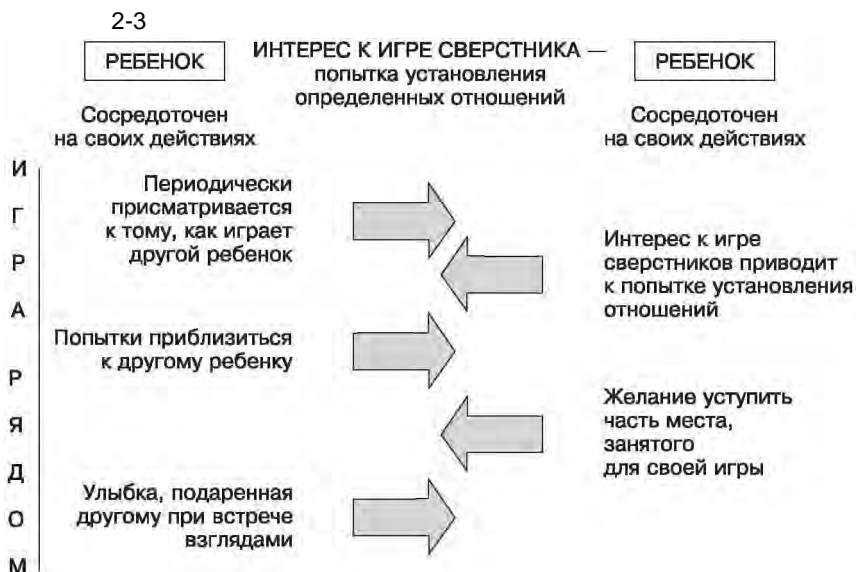 2-3
РЕБЕНОК
ИНТЕРЕС К ИГРЕ СВЕРСТНИКА —
попытка установления
определенных отношений
РЕБЕНОК
Сосредоточен
на своих действиях
Сосредоточен
на своих действиях
И
Г
Р
А
Р
Я
Д
О
М
Периодически
присматривается
к тому, как играет
другой ребенок
Интерес к игре
сверстников приводит
к попытке установления
отношений
Попытки приблизиться
к другому ребенку
Желание уступить
часть места,
занятого
для своей игры
Улыбка, подаренная
другому при встрече
взглядами